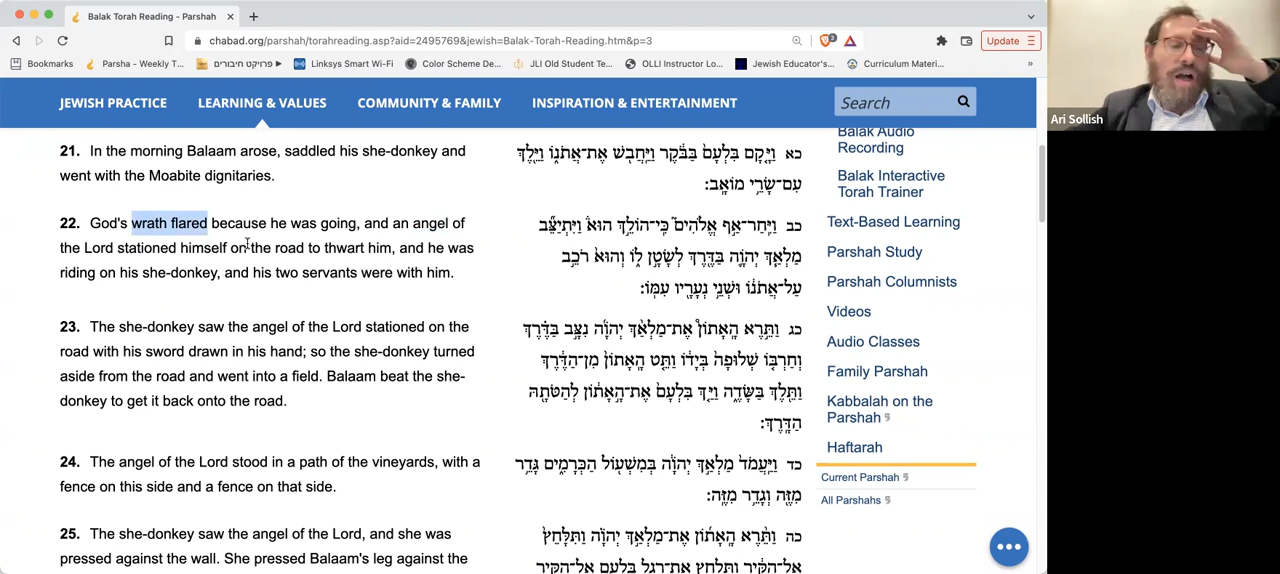 Balak Torah Reading - Parshah
chabad.org/parshah/torahreading.asp?aid=2495769&jewish=Balak-Torah-Reading.htm&p=3
3
Update
Bookmarks
Parsha - Weekly T...
פרויקט חיבורים
Linksys Smart Wi-Fi
Color Scheme De...
JLI Old Student Te...
OLLI Instructor Lo...
Jewish Educator's...
Curriculum Materi...
JEWISH PRACTICE
LEARNING & VALUES
COMMUNITY & FAMILY
INSPIRATION & ENTERTAINMENT
Search
Ari Sollish
21. In the morning Balaam arose, saddled his she-donkey and
went with the Moabite dignitaries.
כא וַיָּ֤קָם בִּלְעָם֙ בַּבֹּ֔קֶר וַיַּֽחֲב֖שׁ אֶת־אֲתֹנ֑וֹ וַיֵּ֖לֶךְ
עִם־שָׂרֵ֥י מוֹאָֽב:
22. God's wrath flared because he was going, and an angel of
the Lord stationed himself on the road to thwart him, and he was
riding on his she-donkey, and his two servants were with him.
כב וַיִּֽחַר־אַ֣ף אֱלֹהִים֘ כִּֽי־הוֹלֵ֣ךְ הוּא֒ וַיִּתְיַצֵּ֞ב
מַלְאַ֧ךְ יְהֹוָ֛ה בַּדֶּ֖רֶךְ לְשָׂטָ֣ן ל֑וֹ וְהוּא֙ רֹכֵ֣ב
עַל־אֲתֹנ֔וֹ וּשְׁנֵ֥י נְעָרָ֖יו עִמּֽוֹ:
23. The she-donkey saw the angel of the Lord stationed on the
road with his sword drawn in his hand; so the she-donkey turned
aside from the road and went into a field. Balaam beat the she-
donkey to get it back onto the road.
כג וַתֵּ֣רֶא הָֽאָתוֹן֩ אֶת־מַלְאַ֨ךְ יְהֹוָ֜ה נִצָּ֣ב בַּדֶּ֗רֶךְ
וְחַרְבּ֤וֹ שְׁלוּפָה֙ בְּיָד֔וֹ וַתֵּ֤ט הָֽאָתוֹן֙ מִן־הַדֶּ֔רֶךְ
וַתֵּ֖לֶךְ בַּשָּׂדֶ֑ה וַיַּ֤ךְ בִּלְעָם֙ אֶת־הָ֣אָת֔וֹן לְהַטֹּתָ֖הּ
הַדָּֽרֶךְ:
24. The angel of the Lord stood in a path of the vineyards, with a
fence on this side and a fence on that side.
כד וַיַּֽעֲמֹד֙ מַלְאַ֣ךְ יְהֹוָ֔ה בְּמִשְׁע֖וֹל הַכְּרָמִ֑ים גָּדֵ֥ר
מִזֶּ֖ה וְגָדֵ֥ר מִזֶּֽה:
25. The she-donkey saw the angel of the Lord, and she was
pressed against the wall. She pressed Balaam's leg against the
כה וַתֵּ֨רֶא הָֽאָת֜וֹן אֶת־מַלְאַ֣ךְ יְהֹוָ֗ה וַתִּלָּחֵץ֙
אֶל־הַקִּ֔יר וַתִּלְחַ֛ץ אֶת־רֶ֥גֶל בִּלְעָ֖ם אֶל־הַקִּ֑יר
Balak Audio
Recording
Balak Interactive
Torah Trainer
Text-Based Learning
Parshah Study
Parshah Columnists
Videos
Audio Classes
Family Parshah
Kabbalah on the
Parshah
Haftarah
Current Parshah
All Parshahs